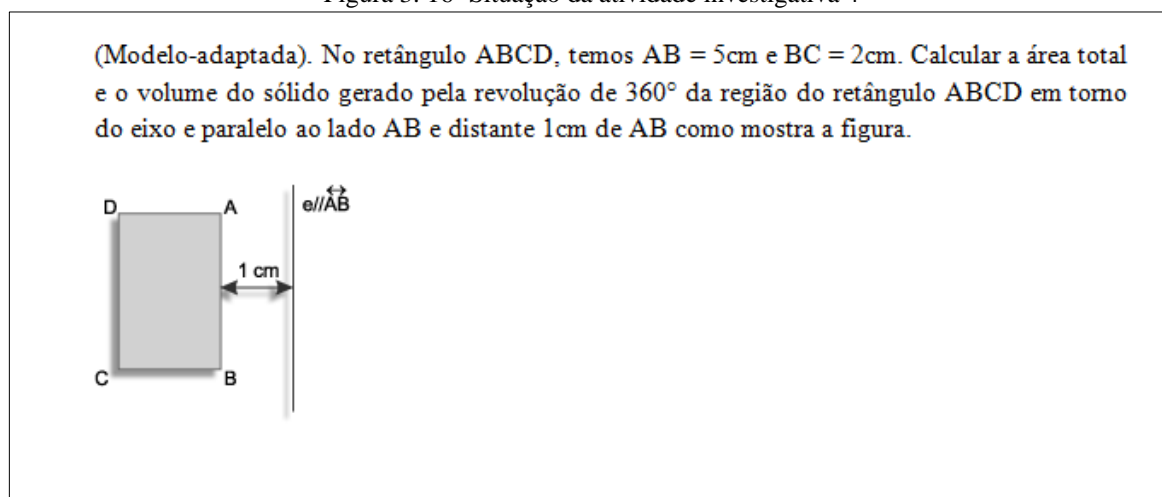 (Modelo-adaptada). No retângulo ABCD, temos AB = 5cm e BC = 2cm. Calcular a área total
e o volume do sólido gerado pela revolução de 360° da região do retângulo ABCD em torno
do eixo e paralelo ao lado AB e distante 1cm de AB como mostra a figura.
D A e//AB
1 cm
C B